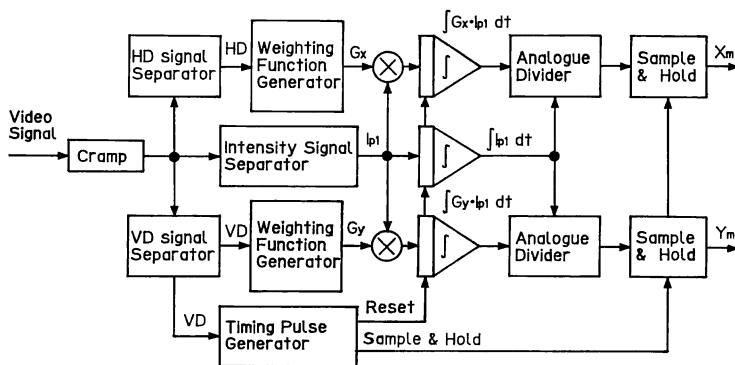 ∫Gx•Ip1 dt
HD signal
Separator
HD
Weighting
Function
Generator
Gx
∫
Analogue
Divider
Sample
& Hold
Xm
Video
Signal
Cramp
Intensity Signal
Separator
Ip1
∫
∫Ip1 dt
∫Gy•Ip1 dt
VD signal
Separator
VD
Weighting
Function
Generator
Gy
∫
Analogue
Divider
Sample
& Hold
Ym
VD
Timing Pulse
Generator
Reset
Sample & Hold